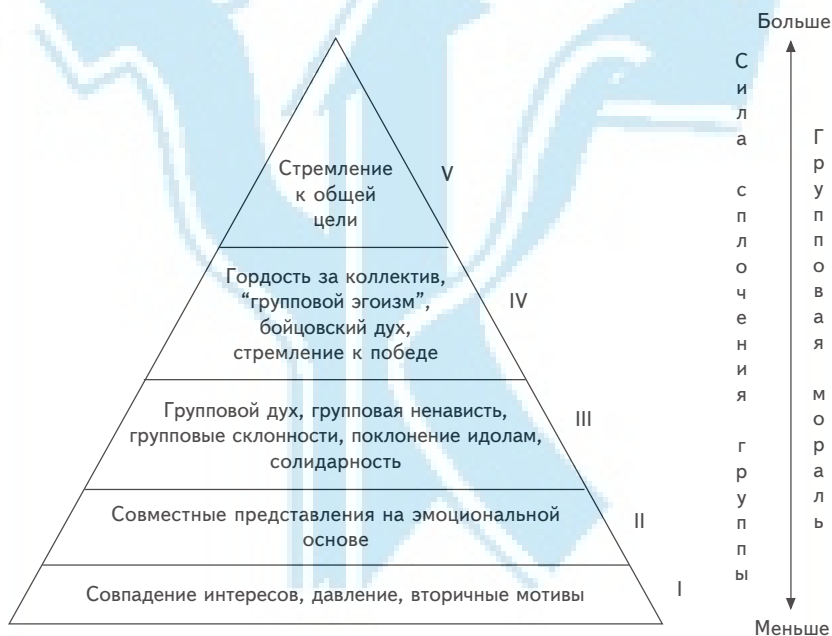 Больше
Стремление
к общей
цели
V
Гордость за коллектив,
“групповой эгоизм”,
бойцовский дух,
стремление к победе
IV
Групповой дух, групповая ненависть,
групповые склонности, поклонение идолам,
солидарность
III
Совместные представления на эмоциональной
основе
II
Совпадение интересов, давление, вторичные мотивы
I
Сила сплочения группы
Групповая мораль
Меньше